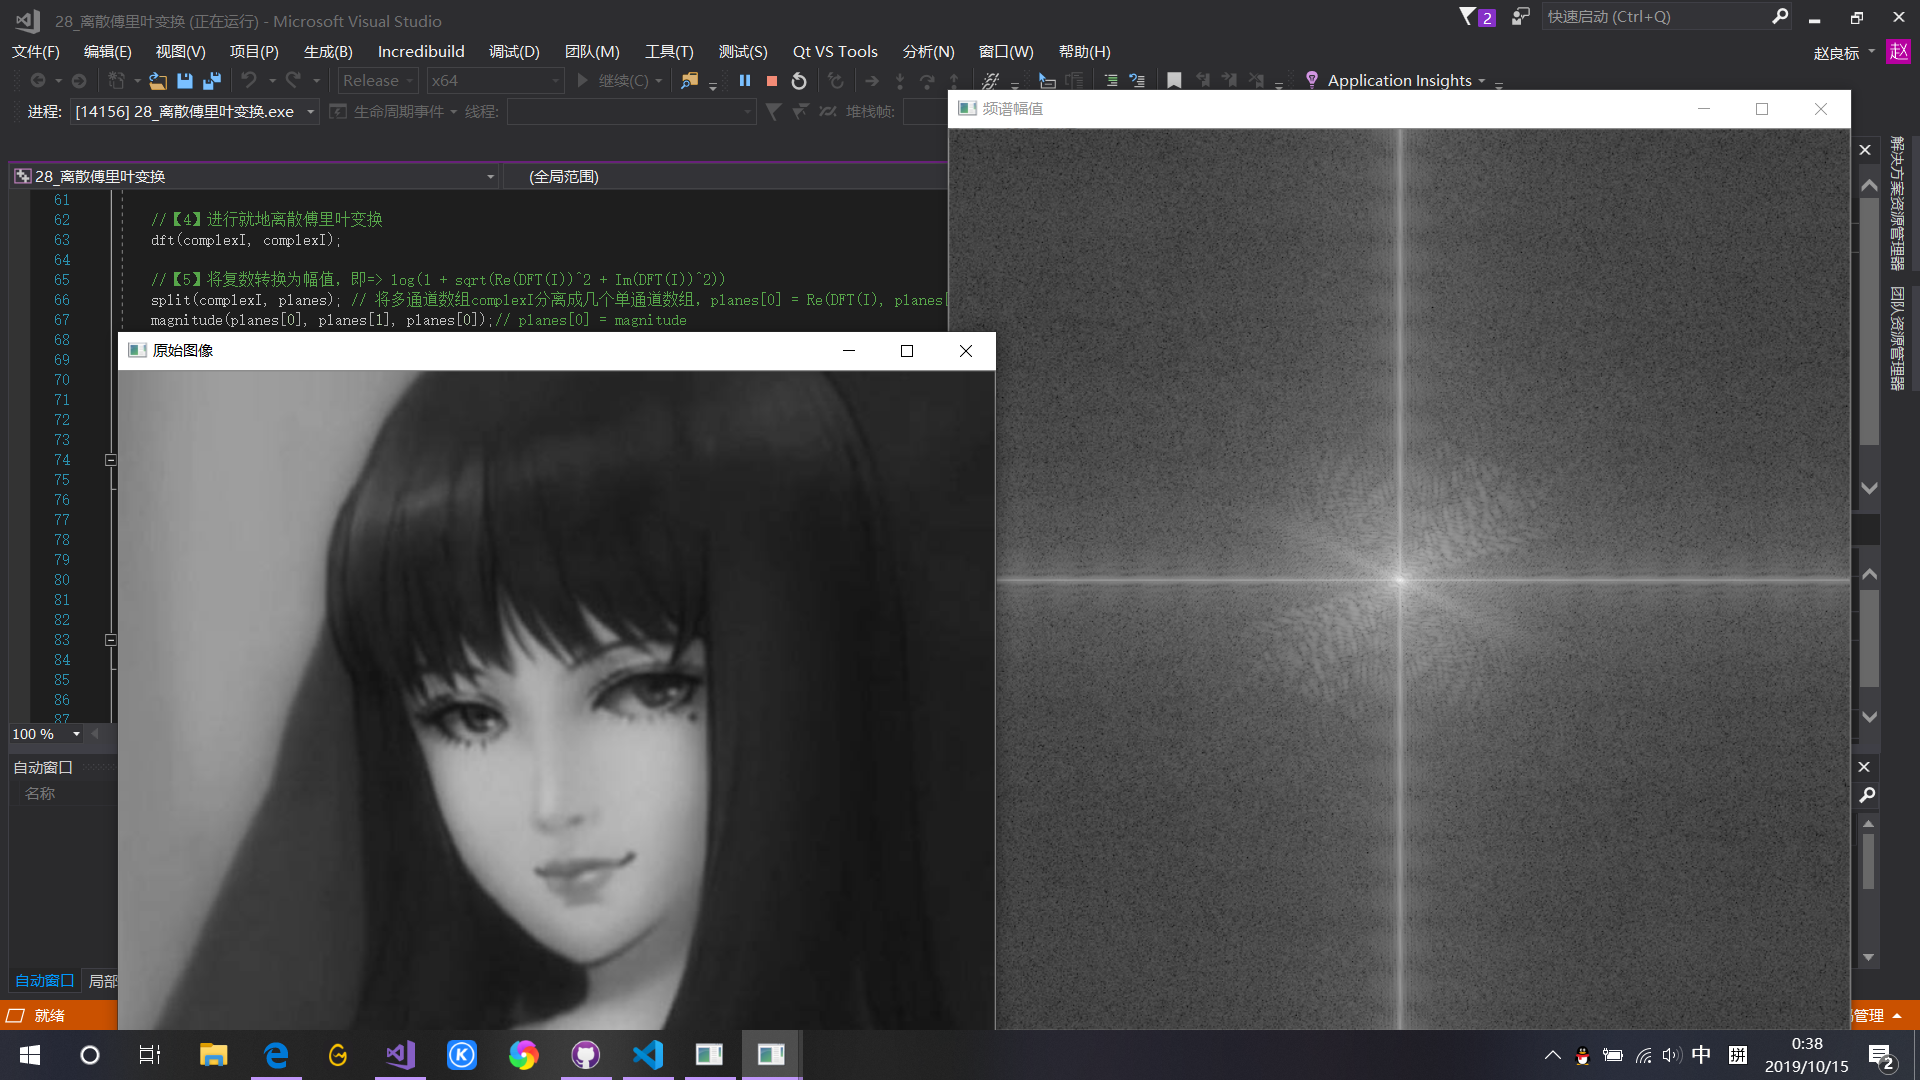 28_离散傅里叶变换 (正在运行) - Microsoft Visual Studio
2
快速启动 (Ctrl+Q)
文件(F) 编辑(E) 视图(V) 项目(P) 生成(B) Incredibuild 调试(D) 团队(M) 工具(T) 测试(S) Qt VS Tools 分析(N) 窗口(W) 帮助(H)
赵良标 赵
Release x64 继续(C) Application Insights
进程: [14156] 28_离散傅里叶变换.exe 生命周期事件 线程: 堆栈帧:
频谱幅值
28_离散傅里叶变换 (全局范围)
61
62 //【4】进行就地离散傅里叶变换
63 dft(complexI, complexI);
64
65 //【5】将复数转换为幅值，即=> log(1 + sqrt(Re(DFT(I))^2 + Im(DFT(I))^2))
66 split(complexI, planes); // 将多通道数组complexI分离成几个单通道数组，planes[0] = Re(DFT(I), planes[
67 magnitude(planes[0], planes[1], planes[0]);// planes[0] = magnitude
68
69
70
71
72
73
74
75
76
77
78
79
80
81
82
83
84
85
86
87
原始图像
100 %
自动窗口
名称
自动窗口 局部
就绪
管理
解决方案资源管理器
团队资源管理器
中 拼
0:38
2019/10/15
2